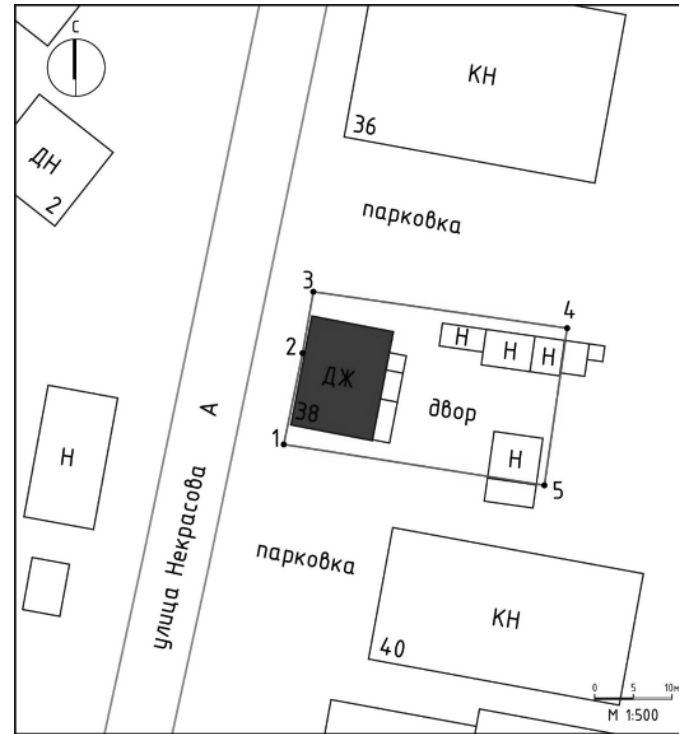 С
КН
36
ДН
2
парковка
3
4
Н
Н
Н
2
ДЖ
38
двор
А
1
Н
Н
5
улица Некрасова
парковка
КН
40
0 5 10м
М 1:500